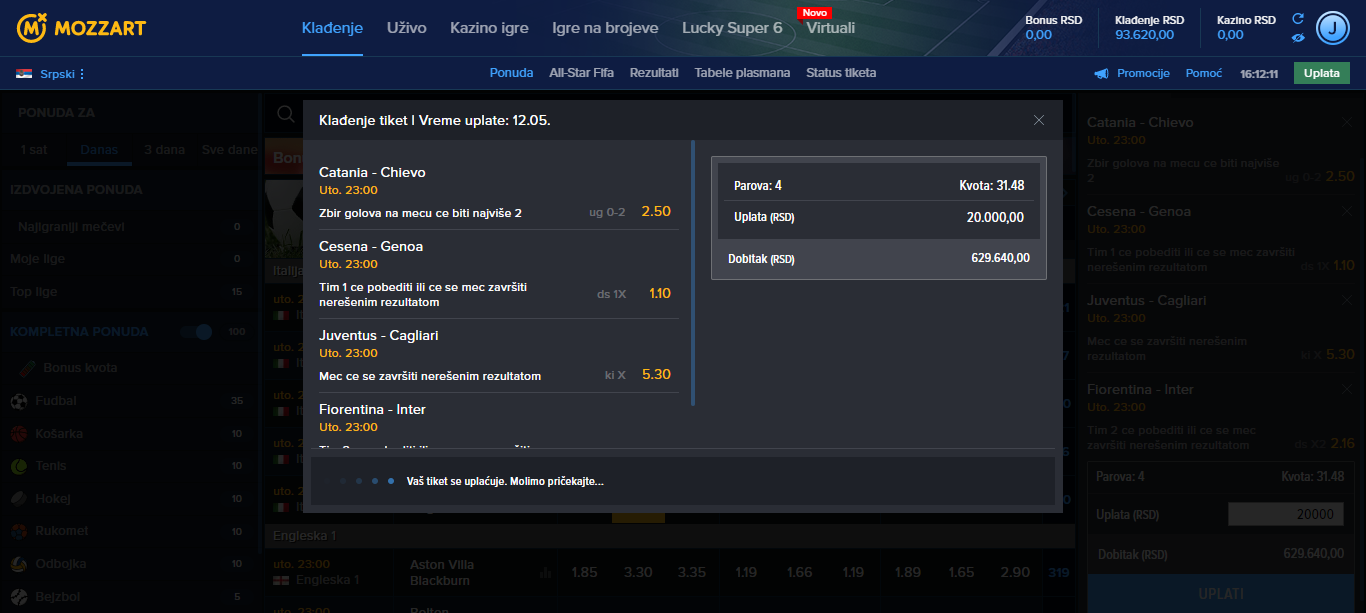 MOZZART
Klađenje
Uživo
Kazino igre
Igre na brojeve
Lucky Super 6
Novo
Virtuali
Bonus RSD
0,00
Klađenje RSD
93.620,00
Kazino RSD
0,00
J
Srpski
Ponuda
All-Star Fifa
Rezultati
Tabele plasmana
Status tiketa
Promocije
Pomoć
16:12:11
Uplata
PONUDA ZA
1 sat
Danas
3 dana
Sve dane
IZDVOJENA PONUDA
Najigraniji mečevi
0
Moje lige
0
Top lige
15
KOMPLETNA PONUDA
100
Bonus kvota
Fudbal
35
Košarka
10
Tenis
10
Hokej
10
Rukomet
10
Odbojka
10
Bejzbol
5
Klađenje tiket | Vreme uplate: 12.05.
Catania - Chievo
Uto. 23:00
Zbir golova na mecu ce biti najviše 2
ug 0-2
2.50
Cesena - Genoa
Uto. 23:00
Tim 1 ce pobediti ili ce se mec završiti
nerešenim rezultatom
ds 1X
1.10
Juventus - Cagliari
Uto. 23:00
Mec ce se završiti nerešenim rezultatom
ki X
5.30
Fiorentina - Inter
Uto. 23:00
Parova: 4
Kvota: 31.48
Uplata (RSD)
20.000,00
Dobitak (RSD)
629.640,00
Vaš tiket se uplaćuje. Molimo pričekajte...
Engleska 1
uto. 23:00
Engleska 1
Aston Villa
Blackburn
1.85
3.30
3.35
1.19
1.66
1.19
1.89
1.65
2.90
319
uto. 23:00
Bolton
Catania - Chievo
Uto. 23:00
Zbir golova na mecu ce biti najviše
2
ug 0-2
2.50
Cesena - Genoa
Uto. 23:00
Tim 1 ce pobediti ili ce se mec završiti
nerešenim rezultatom
ds 1X
1.10
Juventus - Cagliari
Uto. 23:00
Mec ce se završiti nerešenim
rezultatom
ki X
5.30
Fiorentina - Inter
Uto. 23:00
Tim 2 ce pobediti ili ce se mec
završiti nerešenim rezultatom
ds X2
2.16
Parova: 4
Kvota: 31.48
Uplata (RSD)
20000
Dobitak (RSD)
629.640,00
UPLATI